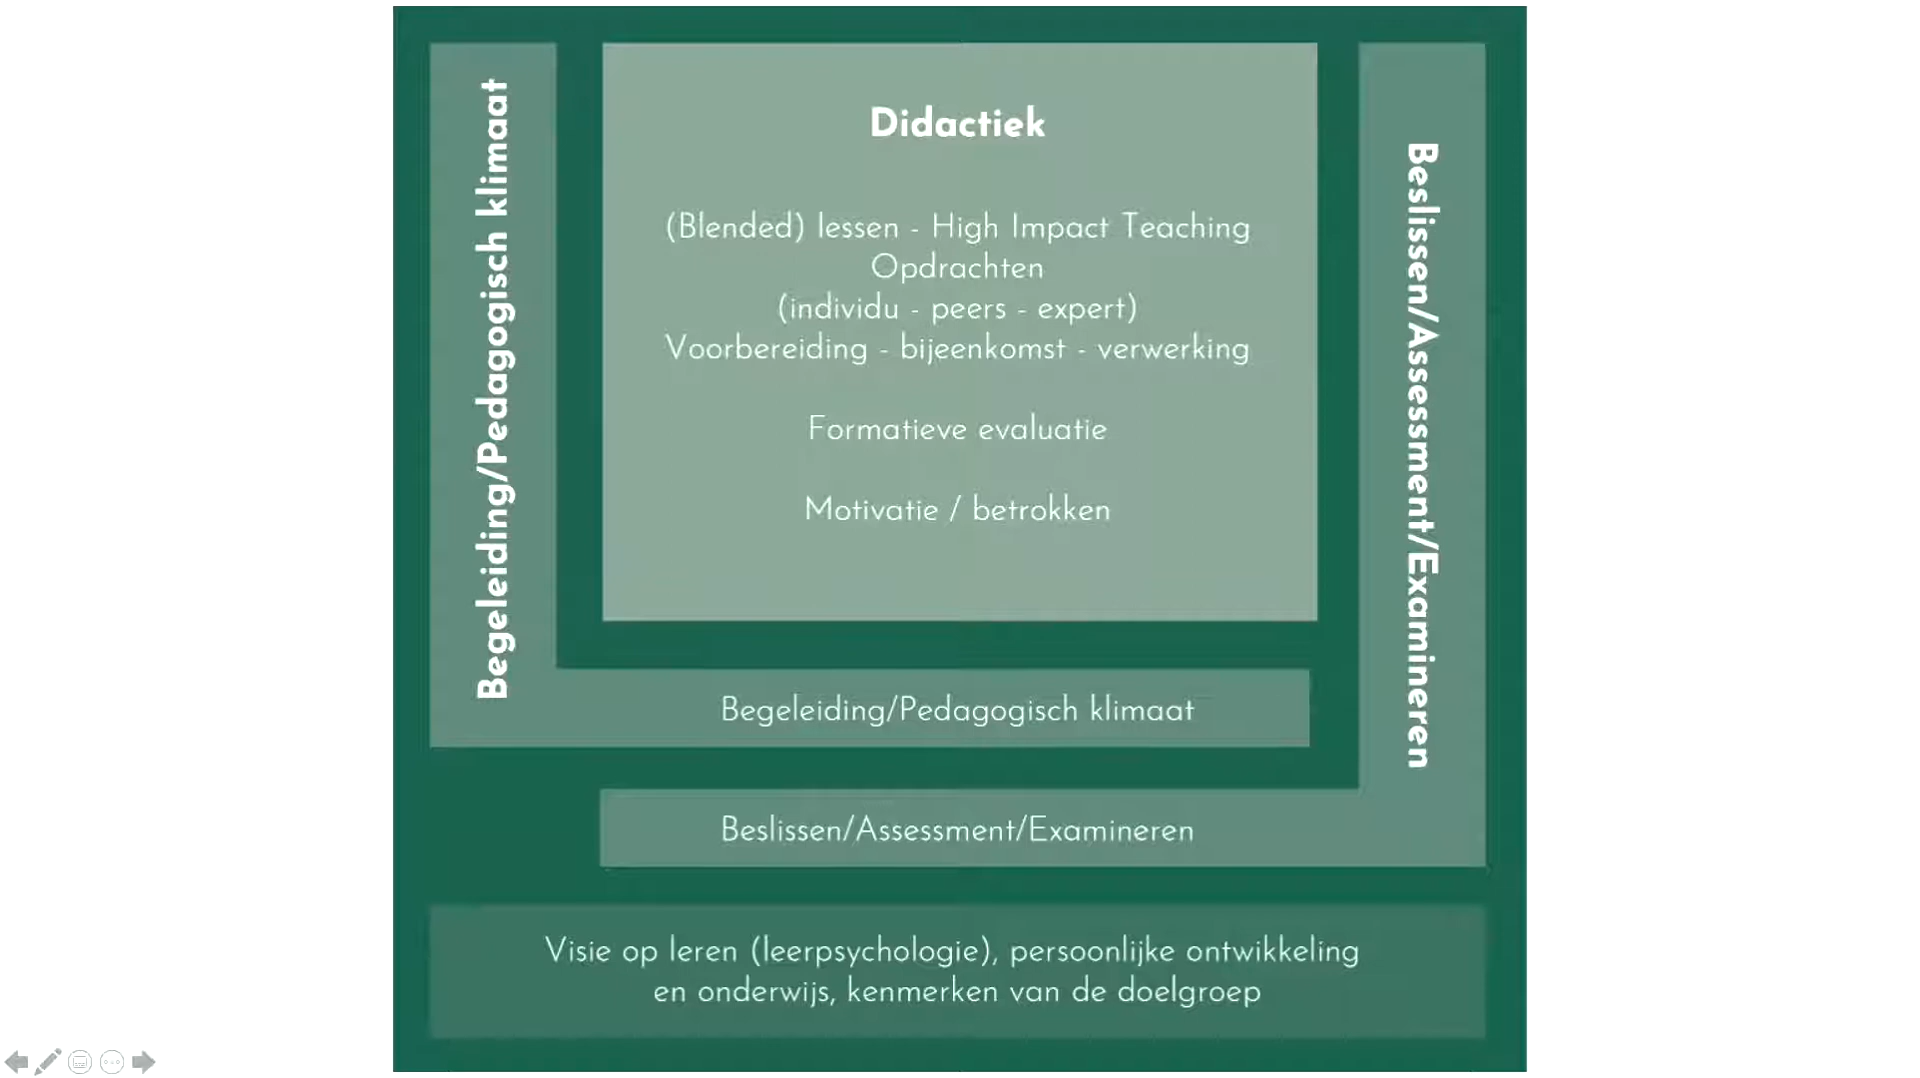 Begeleiding/Pedagogisch klimaat
Didactiek
(Blended) lessen - High Impact Teaching
Opdrachten
(individu - peers - expert)
Voorbereiding - bijeenkomst - verwerking
Formatieve evaluatie
Motivatie / betrokken
Beslissen/Assessment/Examineren
Begeleiding/Pedagogisch klimaat
Beslissen/Assessment/Examineren
Visie op leren (leerpsychologie), persoonlijke ontwikkeling
en onderwijs, kenmerken van de doelgroep